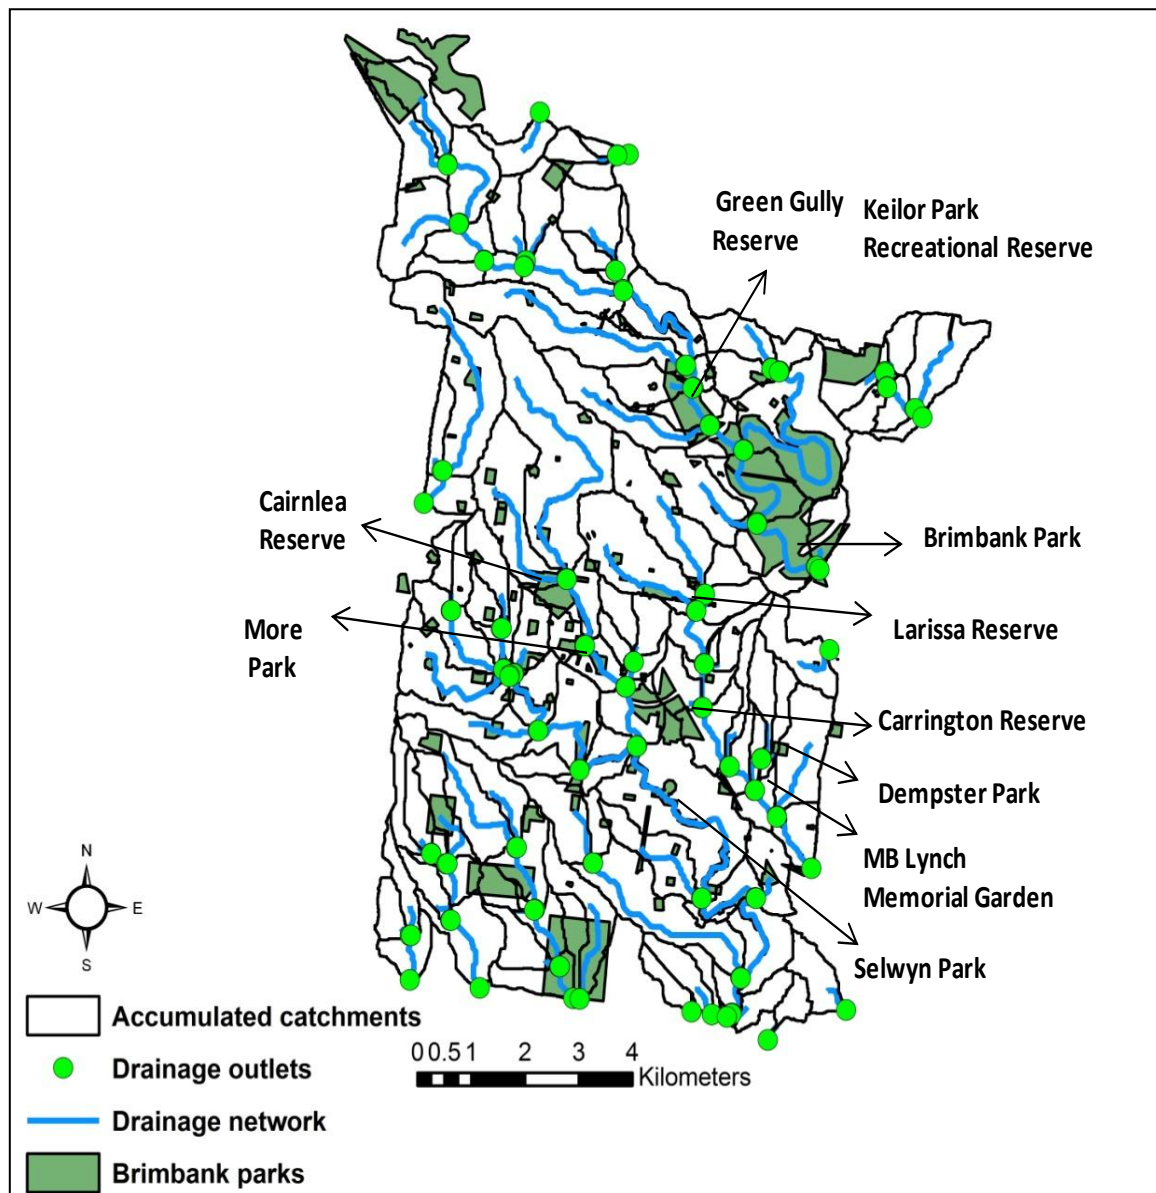 Green Gully
Reserve
Keilor Park
Recreational Reserve
Cairnlea
Reserve
Brimbank Park
More
Park
Larissa Reserve
Carrington Reserve
Dempster Park
MB Lynch
Memorial Garden
Selwyn Park
N
W E
S
Accumulated catchments
Drainage outlets
Drainage network
Brimbank parks
0 0.5 1 2 3 4
Kilometers